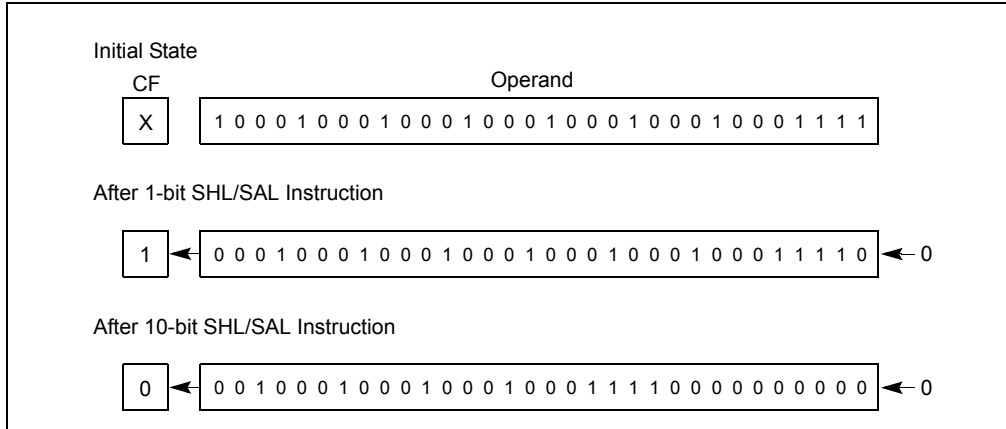 Initial State
CF Operand
X 1 0 0 0 1 0 0 0 1 0 0 0 1 0 0 0 1 0 0 0 1 0 0 0 1 0 0 0 1 1 1 1
After 1-bit SHL/SAL Instruction
1 0 0 0 1 0 0 0 1 0 0 0 1 0 0 0 1 0 0 0 1 0 0 0 1 0 0 0 1 1 1 1 0 0
After 10-bit SHL/SAL Instruction
0 0 0 1 0 0 0 1 0 0 0 1 0 0 0 1 0 0 0 1 1 1 1 0 0 0 0 0 0 0 0 0 0 0